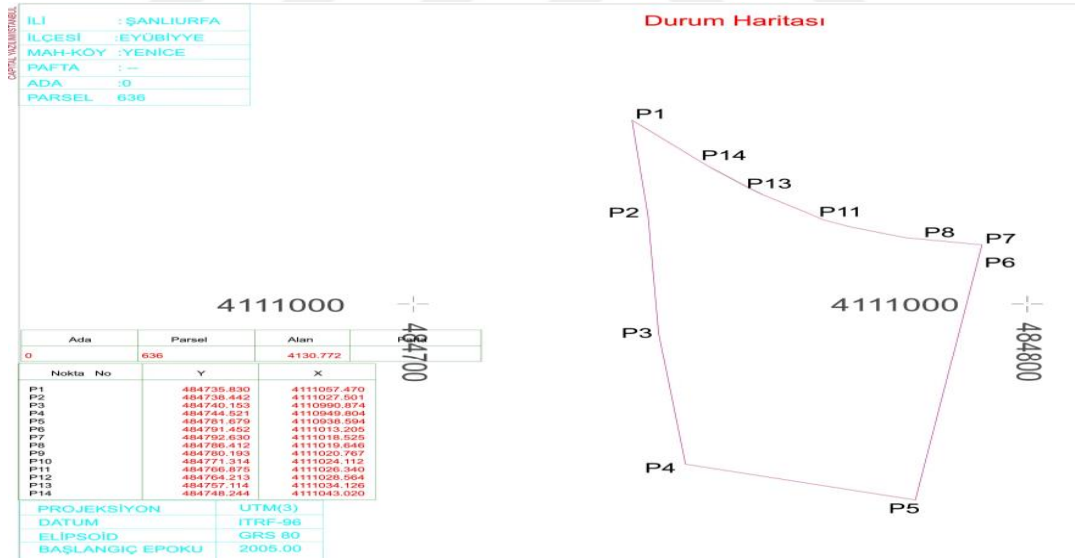 CAPITAL YAZILIM/ISTANBUL
İLİ :ŞANLIURFA
İLÇESİ :EYÜBİYYE
MAH-KÖY :YENİCE
PAFTA :--
ADA :0
PARSEL 636
Durum Haritası
P1
P14
P13
P2
P11
P8
P7
P6
4111000
4111000
P3
484700
484800
Ada Parsel Alan Pafta
0 636 4130.772
Nokta No Y X
P1 484735.830 4111057.470
P2 484738.442 4111027.501
P3 484740.153 4110990.874
P4 484744.521 4110949.804
P5 484781.679 4110938.594
P6 484791.452 4111013.205
P7 484792.630 4111018.525
P8 484786.412 4111019.646
P9 484780.193 4111020.767
P10 484771.314 4111024.112
P11 484766.875 4111026.340
P12 484764.213 4111028.564
P13 484757.114 4111034.126
P14 484748.244 4111043.020
P4
P5
PROJEKSİYON UTM(3)
DATUM ITRF-96
ELİPSOİD GRS 80
BAŞLANGIÇ EPOKU 2005.00